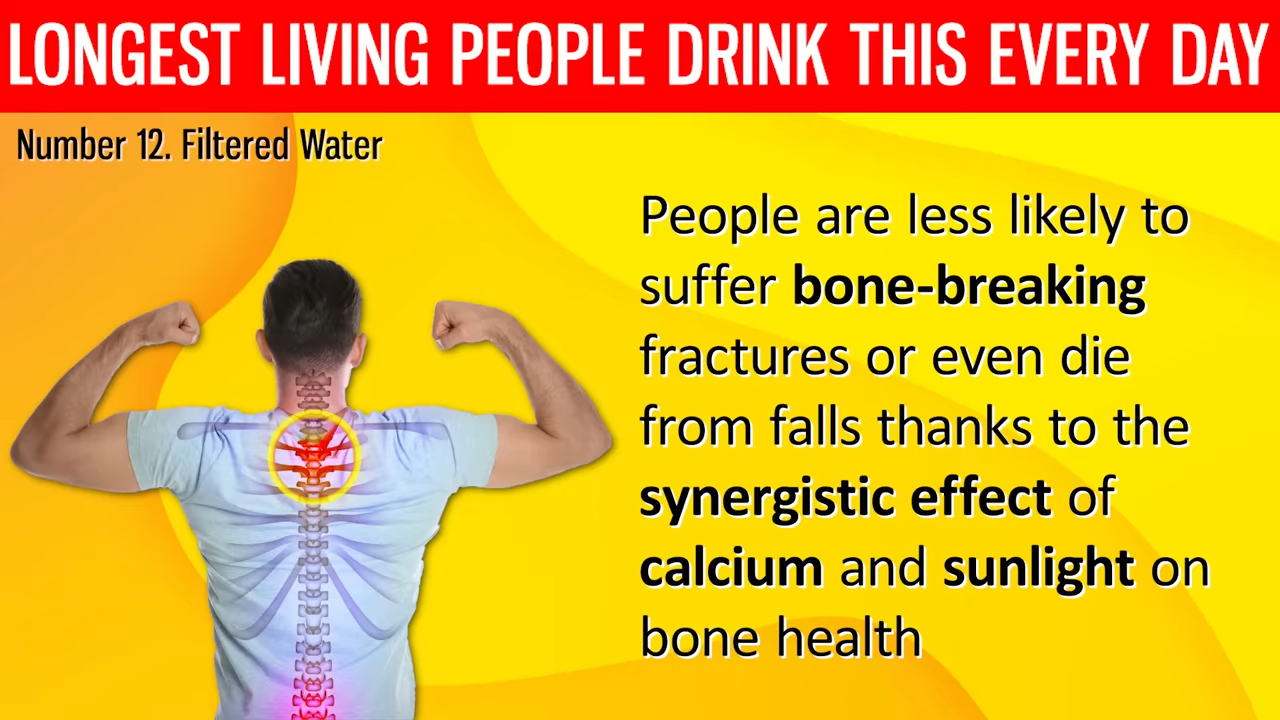 LONGEST LIVING PEOPLE DRINK THIS EVERY DAY
Number 12. Filtered Water
People are less likely to
suffer bone-breaking
fractures or even die
from falls thanks to the
synergistic effect of
calcium and sunlight on
bone health